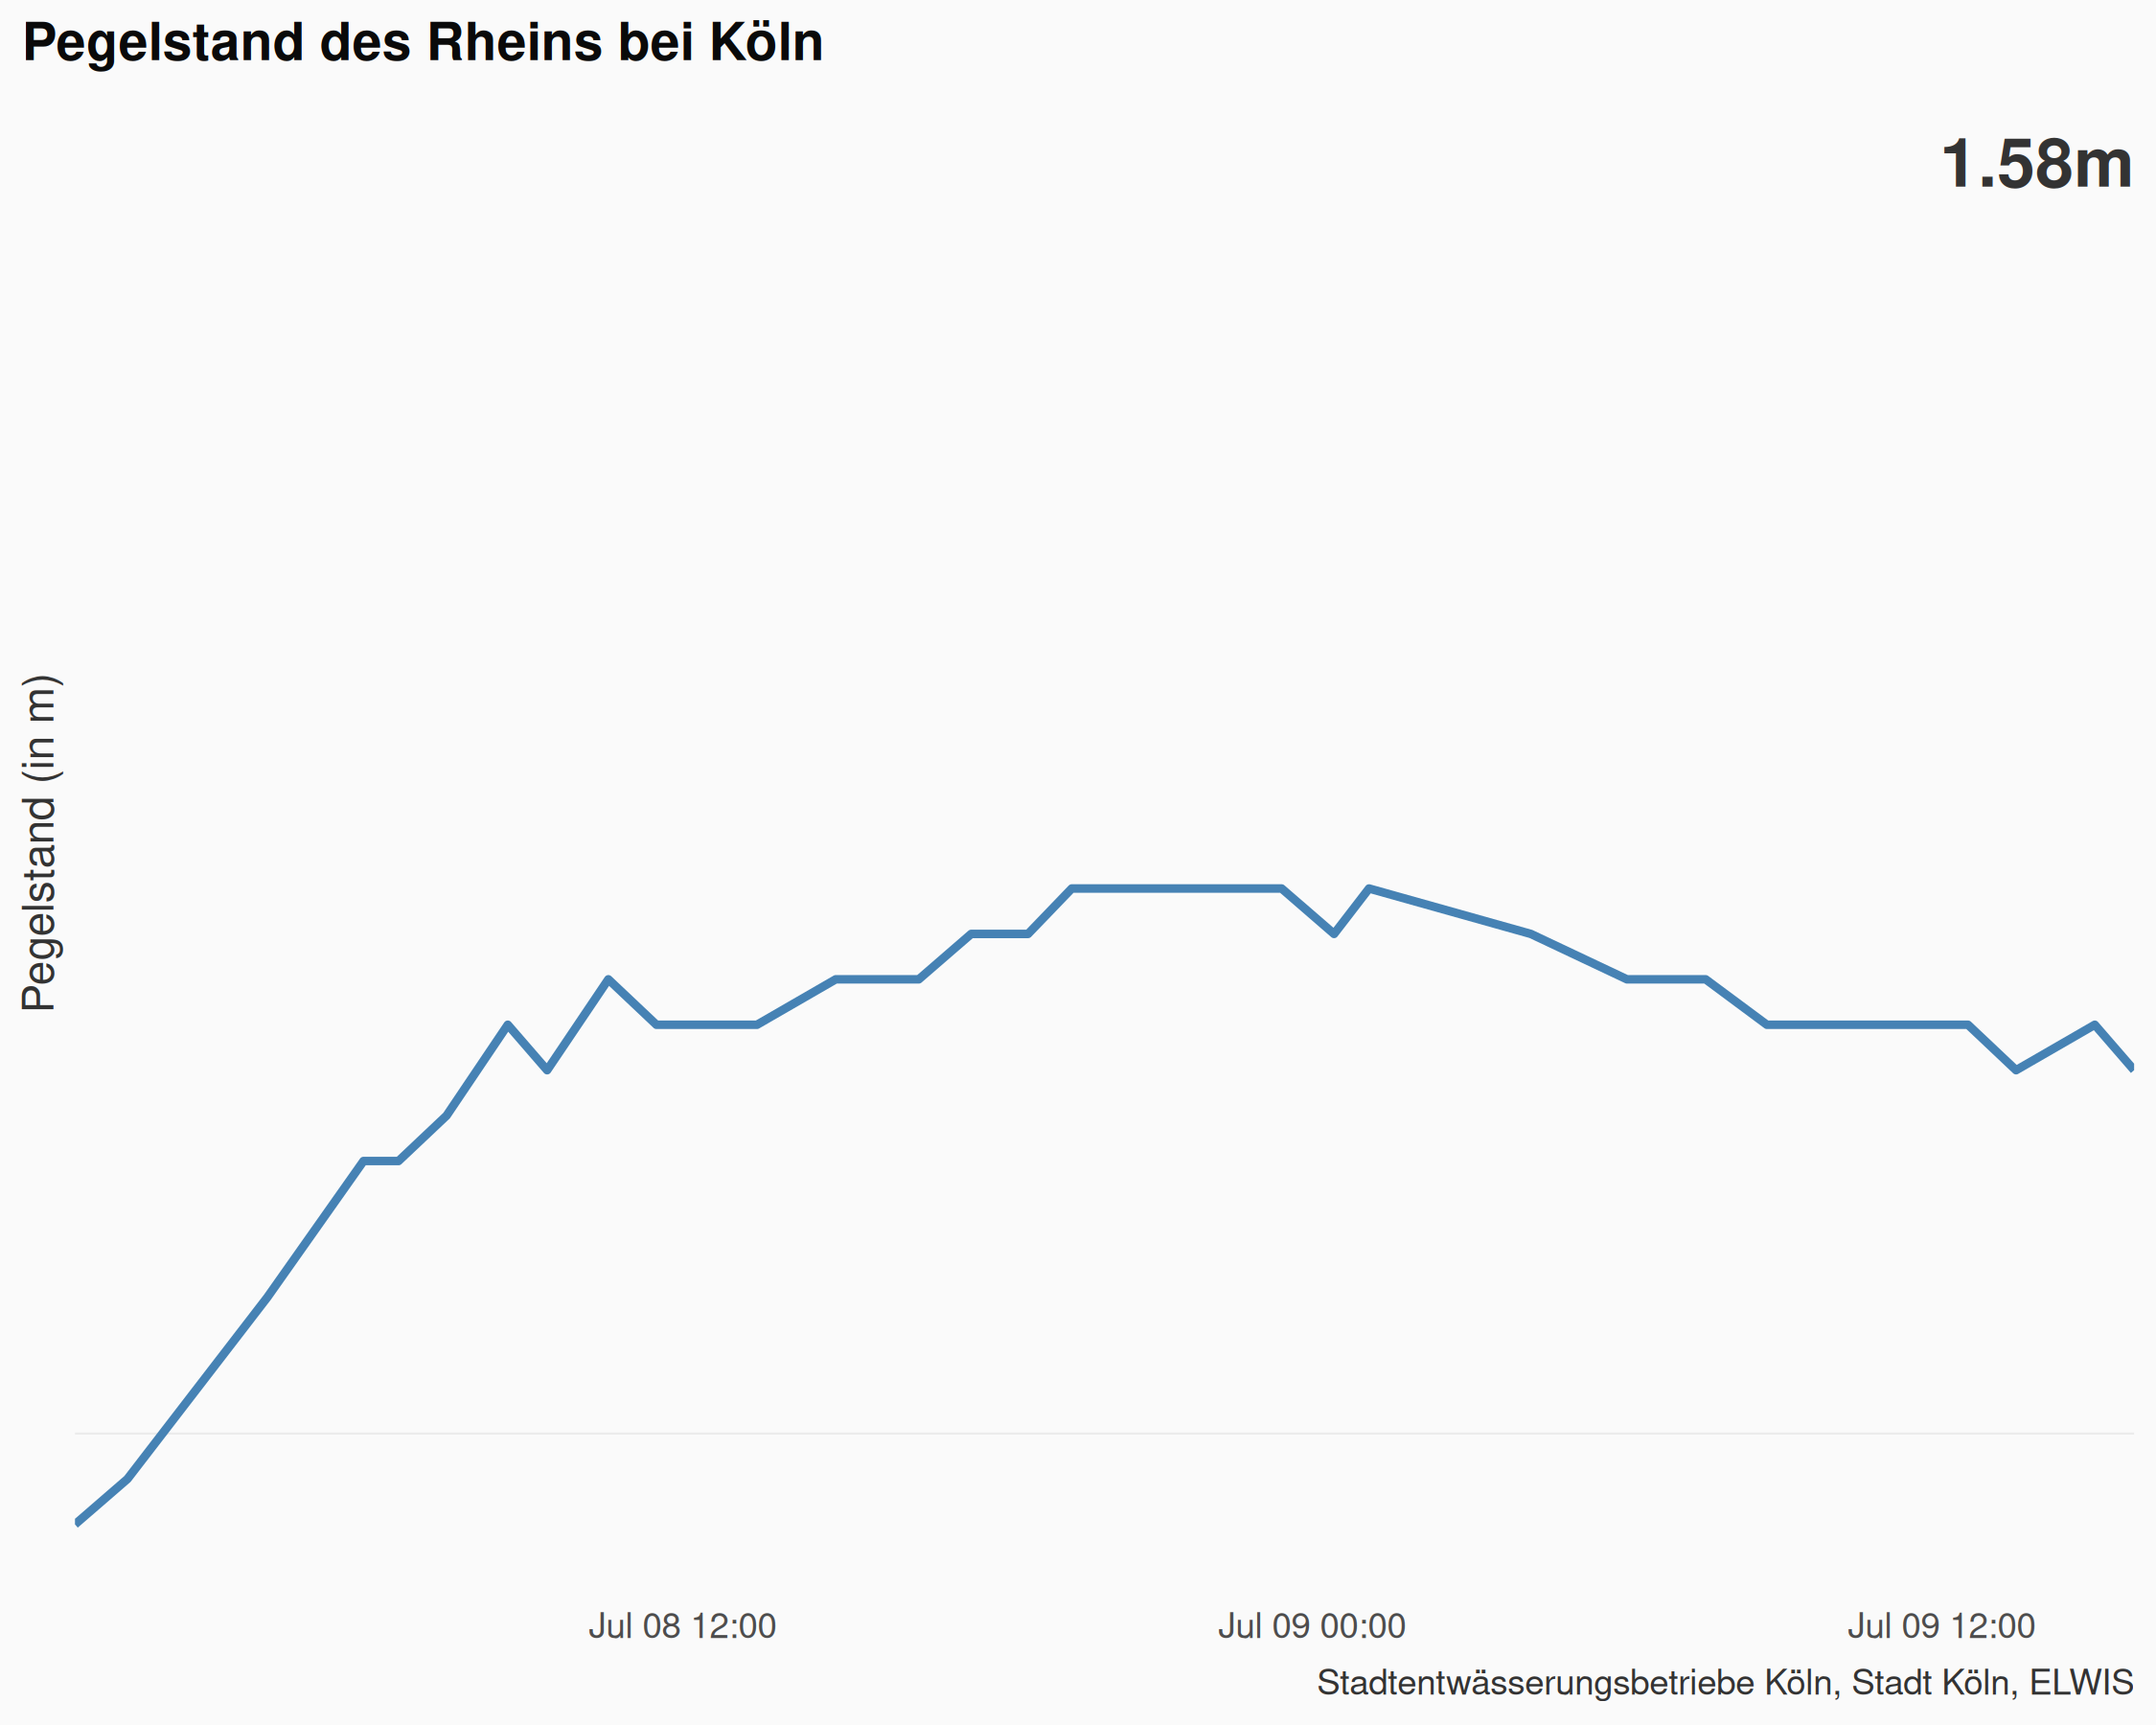 Pegelstand des Rheins bei Köln
1.58m
Pegelstand (in m)
Jul 08 12:00
Jul 09 00:00
Jul 09 12:00
Stadtentwässerungsbetriebe Köln, Stadt Köln, ELWIS